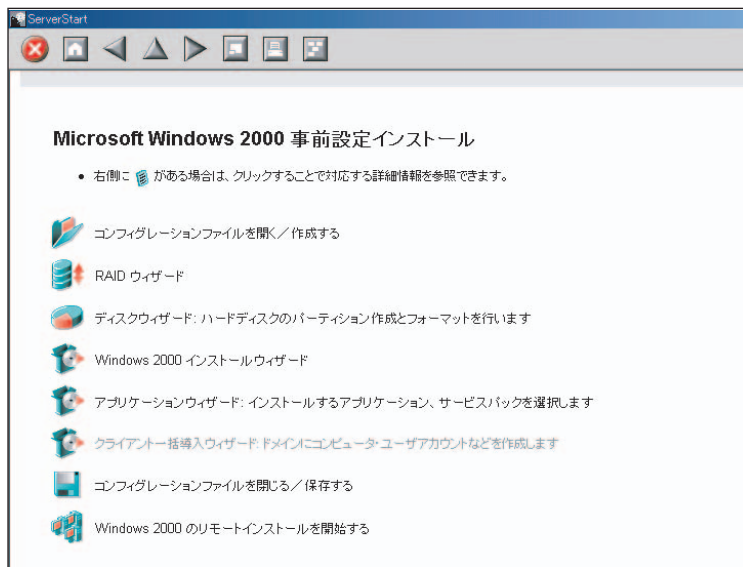 ServerStart
Microsoft Windows 2000 事前設定インストール
• 右側に がある場合は、クリックすることで対応する詳細情報を参照できます。
コンフィグレーションファイルを開く／作成する
RAID ウィザード
ディスクウィザード: ハードディスクのパーティション作成とフォーマットを行います
Windows 2000 インストールウィザード
アプリケーションウィザード: インストールするアプリケーション、サービスパックを選択します
クライアント一括導入ウィザード:ドメインにコンピュータ・ユーザアカウントなどを作成します
コンフィグレーションファイルを閉じる／保存する
Windows 2000 のリモートインストールを開始する